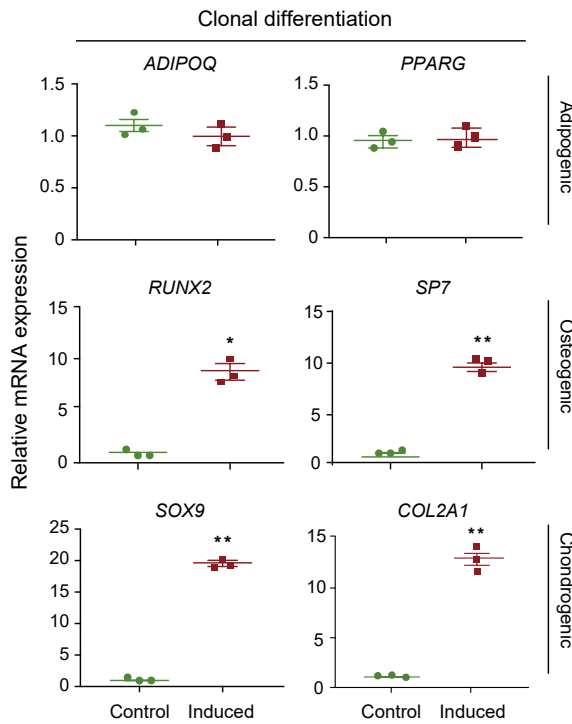 Clonal differentiation
ADIPOQ
PPARG
1.5
1.0
0.5
0
1.5
1.0
0.5
0
Adipogenic
Relative mRNA expression
RUNX2
SP7
15
10
5
0
*
15
10
5
0
**
Osteogenic
SOX9
COL2A1
25
20
15
10
5
0
**
15
10
5
0
**
Chondrogenic
Control Induced
Control Induced